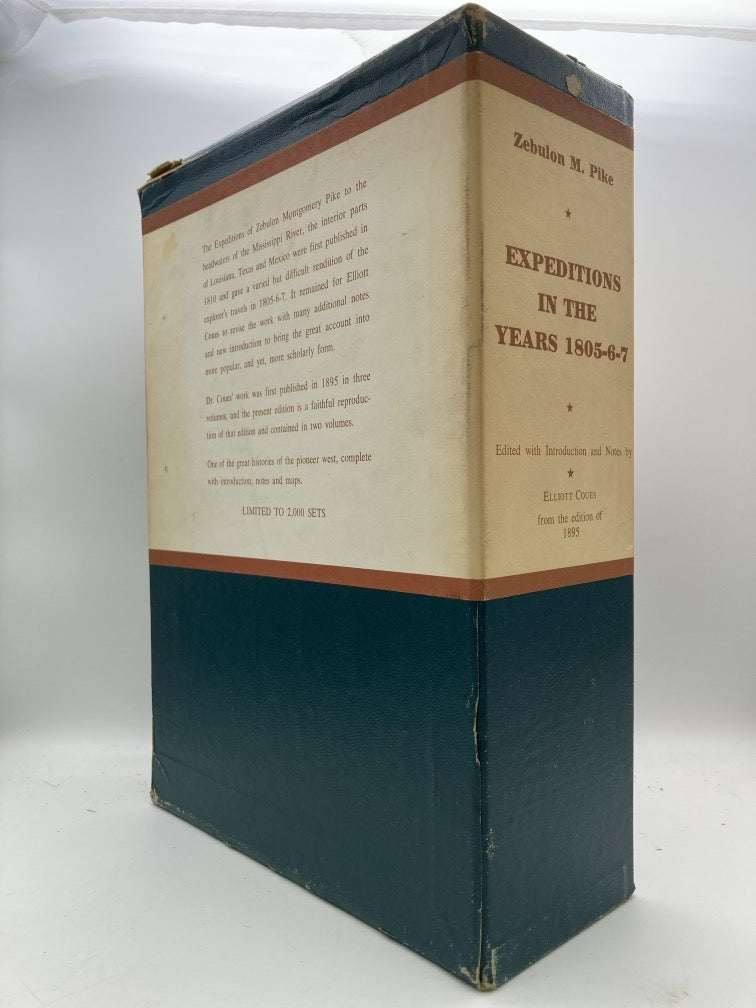 The Expeditions of Zebulon Montgomery Pike to the
headwaters of the Mississippi River, the interior parts
of Louisiana, Texas and Mexico were first published in
1810 and gave a varied but difficult rendition of the
explorer's travels in 1805-6-7. It remained for Elliott
Coues to revise the work with many additional notes
and new introduction to bring the great account into
more popular, and yet, more scholarly form.
Dr. Coues' work was first published in 1895 in three
volumes, and the present edition is a faithful reproduc-
tion of that edition and contained in two volumes.
One of the great histories of the pioneer west, complete
with introduction, notes and maps.
LIMITED TO 2,000 SETS
Zebulon M. Pike
EXPEDITIONS
IN THE
YEARS 1805-6-7
Edited with Introduction and Notes by
ELLIOTT COUES
from the edition of
1895